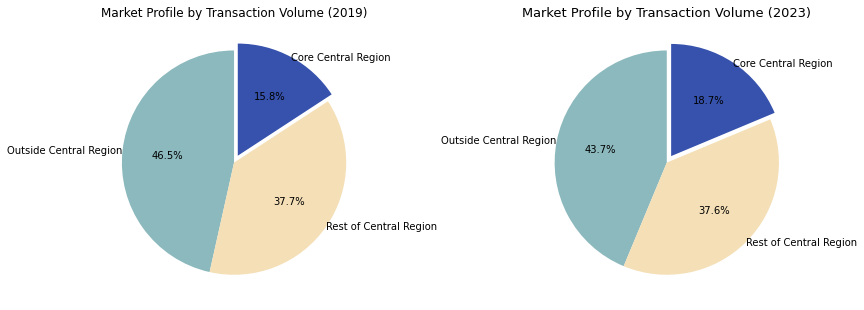 Market Profile by Transaction Volume (2019)
Core Central Region
15.8%
Outside Central Region
46.5%
37.7%
Rest of Central Region
Market Profile by Transaction Volume (2023)
Core Central Region
18.7%
Outside Central Region
43.7%
37.6%
Rest of Central Region